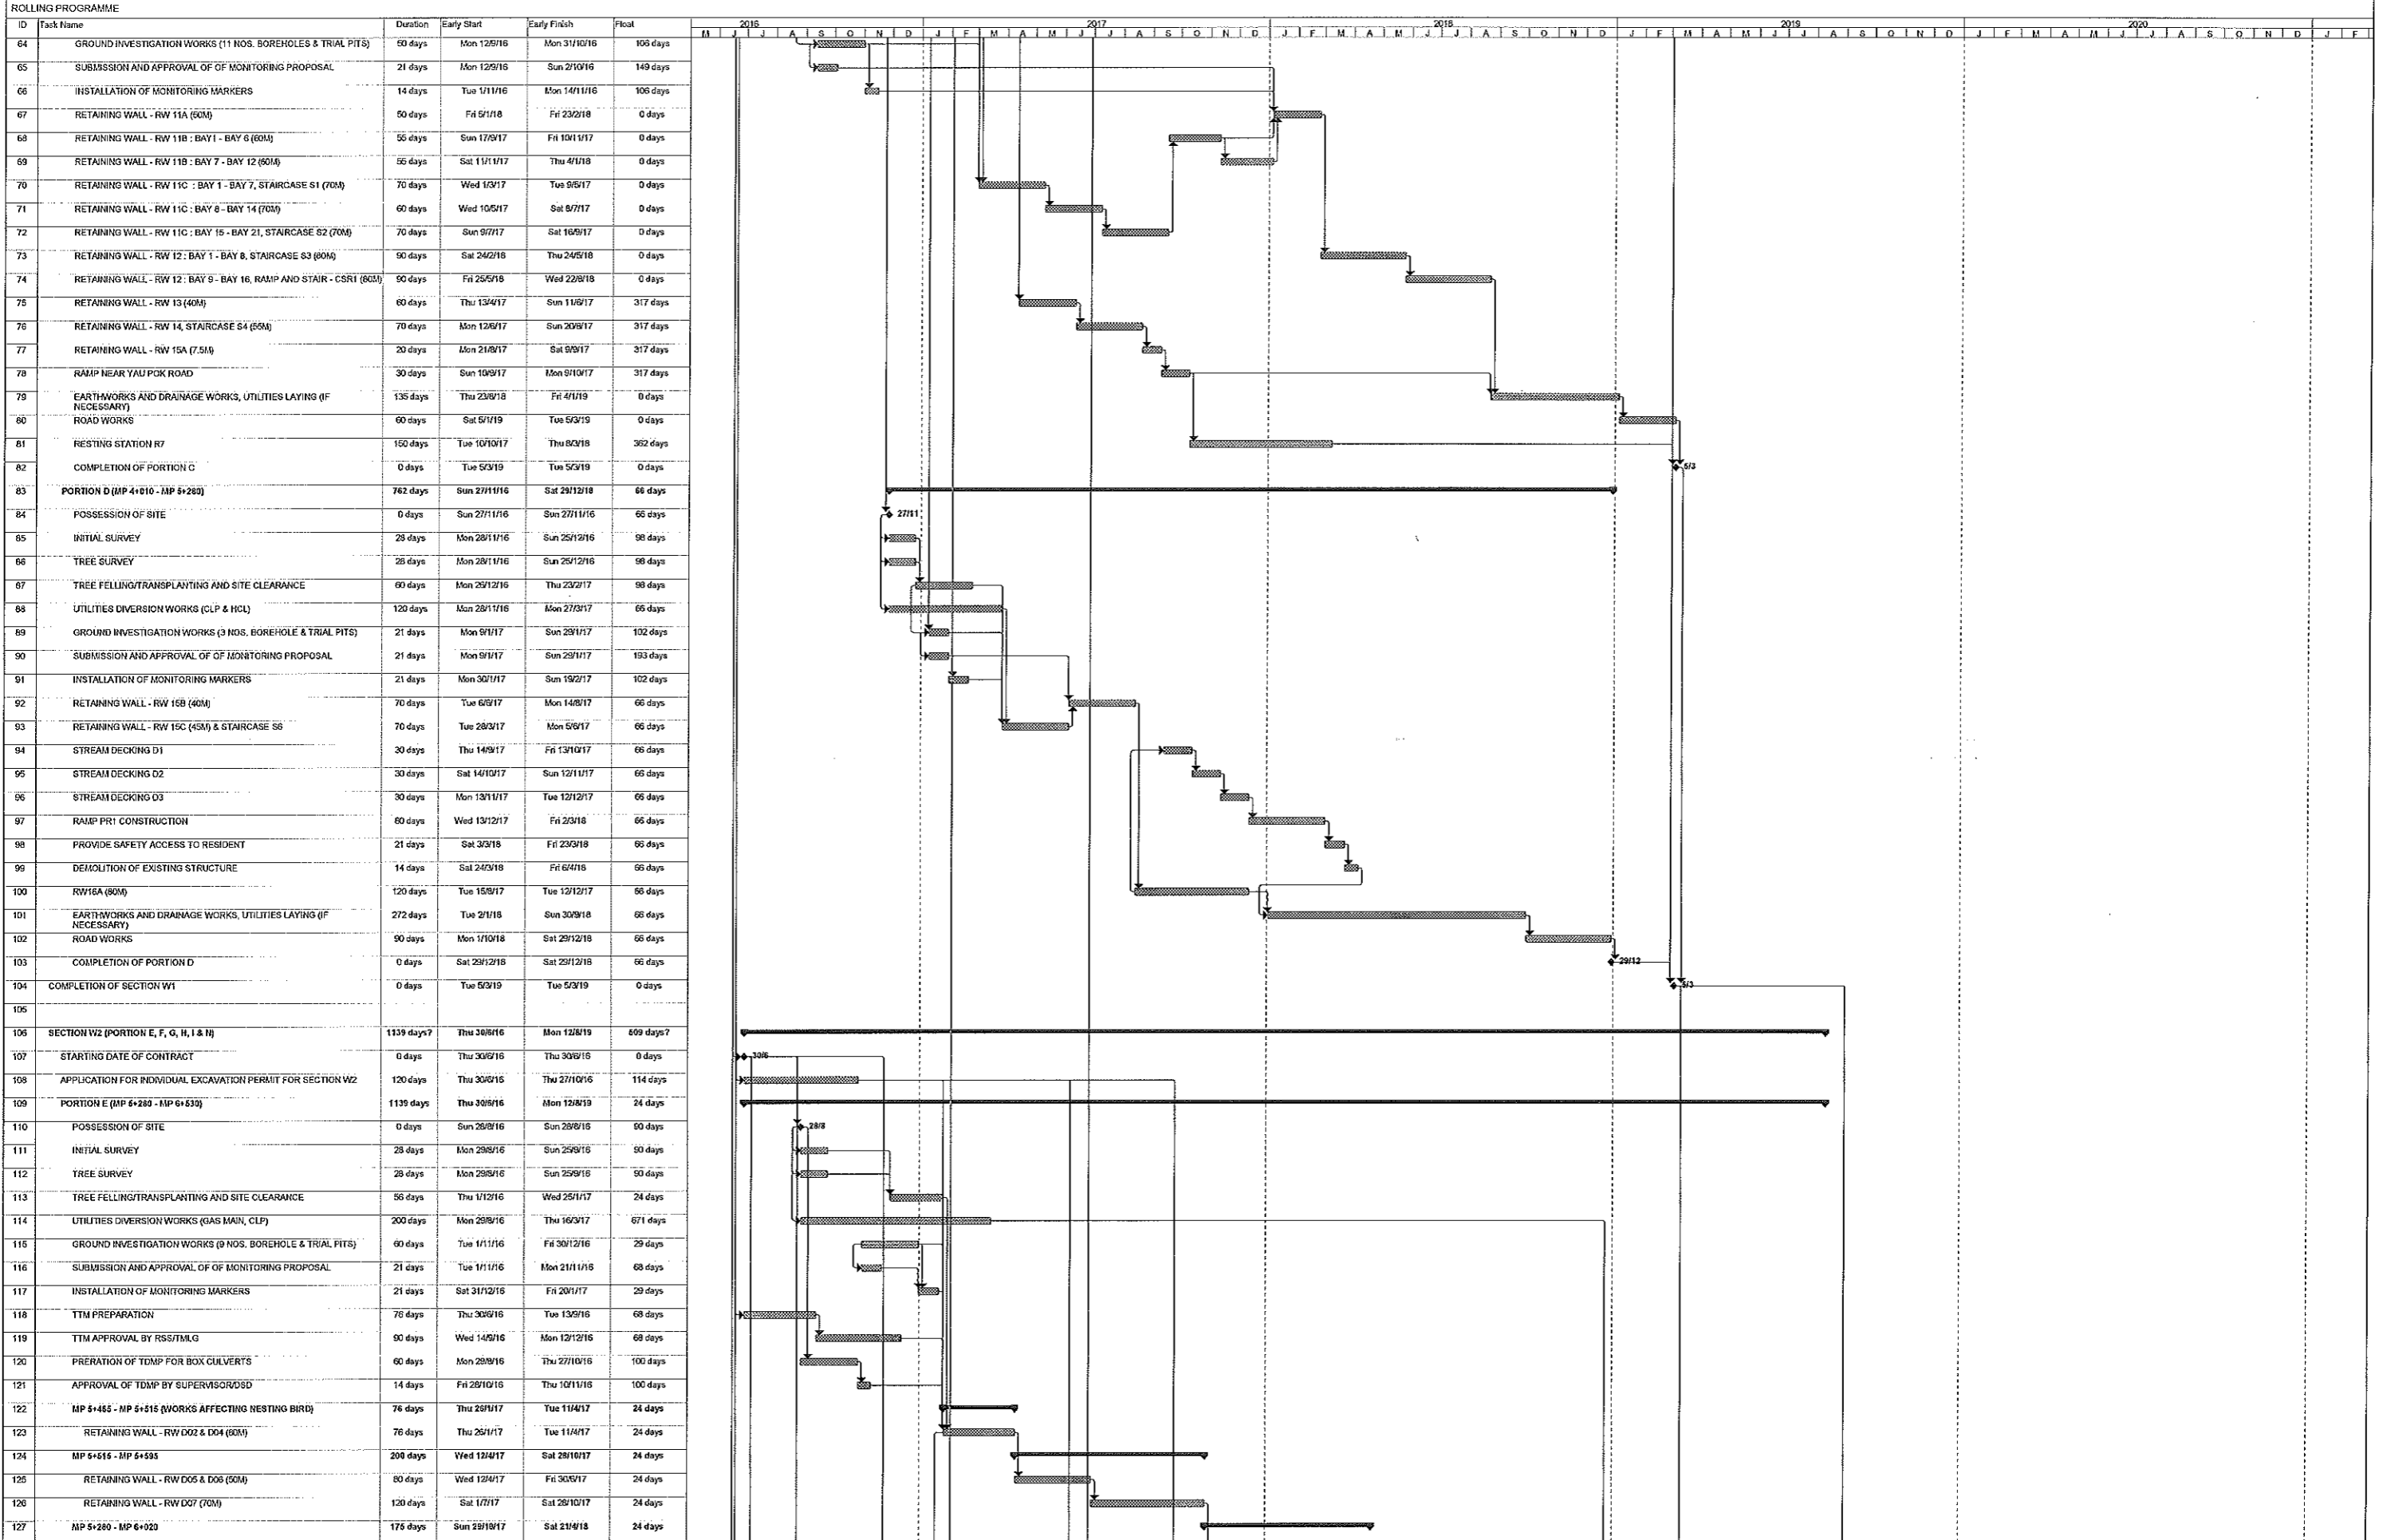 ROLLING PROGRAMME
ID Task Name Duration Early Start Early Finish Float 2016 2017 2018 2019 2020
M J J A S O N D J F M A M J J A S O N D J F M A M J J A S O N D J F M A M J J A S O N D J F M A M J J A S O N D J F
64 GROUND INVESTIGATION WORKS (11 NOS. BOREHOLES & TRIAL PITS) 50 days Mon 12/9/16 Mon 31/10/16 106 days
65 SUBMISSION AND APPROVAL OF OF MONITORING PROPOSAL 21 days Mon 12/9/16 Sun 2/10/16 149 days
66 INSTALLATION OF MONITORING MARKERS 14 days Tue 1/11/16 Mon 14/11/16 106 days
67 RETAINING WALL - RW 11A (50M) 50 days Fri 5/1/18 Fri 23/2/18 0 days
68 RETAINING WALL - RW 11B : BAY1 - BAY 6 (60M) 55 days Sun 17/9/17 Fri 10/11/17 0 days
69 RETAINING WALL - RW 11B : BAY 7 - BAY 12 (60M) 55 days Sat 11/11/17 Thu 4/1/18 0 days
70 RETAINING WALL - RW 11C : BAY 1 - BAY 7, STAIRCASE S1 (70M) 70 days Wed 1/3/17 Tue 9/5/17 0 days
71 RETAINING WALL - RW 11C : BAY 8 - BAY 14 (70M) 60 days Wed 10/5/17 Sat 8/7/17 0 days
72 RETAINING WALL - RW 11C : BAY 15 - BAY 21, STAIRCASE S2 (70M) 70 days Sun 9/7/17 Sat 16/9/17 0 days
73 RETAINING WALL - RW 12 : BAY 1 - BAY 8, STAIRCASE S3 (80M) 90 days Sat 24/2/18 Thu 24/5/18 0 days
74 RETAINING WALL - RW 12 : BAY 9 - BAY 16, RAMP AND STAIR - CSR1 (80M) 90 days Fri 25/5/18 Wed 22/8/18 0 days
75 RETAINING WALL - RW 13 (40M) 60 days Thu 13/4/17 Sun 11/6/17 317 days
76 RETAINING WALL - RW 14, STAIRCASE S4 (55M) 70 days Mon 12/6/17 Sun 20/8/17 317 days
77 RETAINING WALL - RW 15A (7.5M) 20 days Mon 21/8/17 Sat 9/9/17 317 days
78 RAMP NEAR YAU POK ROAD 30 days Sun 10/9/17 Mon 9/10/17 317 days
79 EARTHWORKS AND DRAINAGE WORKS, UTILITIES LAYING (IF 135 days Thu 23/8/18 Fri 4/1/19 0 days
NECESSARY)
80 ROAD WORKS 60 days Sat 5/1/19 Tue 5/3/19 0 days
81 RESTING STATION R7 150 days Tue 10/10/17 Thu 8/3/18 362 days
82 COMPLETION OF PORTION C 0 days Tue 5/3/19 Tue 5/3/19 0 days 5/3
83 PORTION D (MP 4+010 - MP 5+280) 762 days Sun 27/11/16 Sat 29/12/18 66 days
84 POSSESSION OF SITE 0 days Sun 27/11/16 Sun 27/11/16 66 days 27/11
85 INITIAL SURVEY 28 days Mon 28/11/16 Sun 25/12/16 98 days
86 TREE SURVEY 28 days Mon 28/11/16 Sun 25/12/16 98 days
87 TREE FELLING/TRANSPLANTING AND SITE CLEARANCE 60 days Mon 26/12/16 Thu 23/2/17 98 days
88 UTILITIES DIVERSION WORKS (CLP & HCL) 120 days Mon 28/11/16 Mon 27/3/17 66 days
89 GROUND INVESTIGATION WORKS (3 NOS. BOREHOLE & TRIAL PITS) 21 days Mon 9/1/17 Sun 29/1/17 102 days
90 SUBMISSION AND APPROVAL OF OF MONITORING PROPOSAL 21 days Mon 9/1/17 Sun 29/1/17 193 days
91 INSTALLATION OF MONITORING MARKERS 21 days Mon 30/1/17 Sun 19/2/17 102 days
92 RETAINING WALL - RW 15B (40M) 70 days Tue 6/6/17 Mon 14/8/17 66 days
93 RETAINING WALL - RW 15C (45M) & STAIRCASE S6 70 days Tue 28/3/17 Mon 5/6/17 66 days
94 STREAM DECKING D1 30 days Thu 14/9/17 Fri 13/10/17 66 days
95 STREAM DECKING D2 30 days Sat 14/10/17 Sun 12/11/17 66 days
96 STREAM DECKING D3 30 days Mon 13/11/17 Tue 12/12/17 66 days
97 RAMP PR1 CONSTRUCTION 80 days Wed 13/12/17 Fri 2/3/18 66 days
98 PROVIDE SAFETY ACCESS TO RESIDENT 21 days Sat 3/3/18 Fri 23/3/18 66 days
99 DEMOLITION OF EXISTING STRUCTURE 14 days Sat 24/3/18 Fri 6/4/18 66 days
100 RW16A (80M) 120 days Tue 15/8/17 Tue 12/12/17 66 days
101 EARTHWORKS AND DRAINAGE WORKS, UTILITIES LAYING (IF 272 days Tue 2/1/18 Sun 30/9/18 66 days
NECESSARY)
102 ROAD WORKS 90 days Mon 1/10/18 Sat 29/12/18 66 days
103 COMPLETION OF PORTION D 0 days Sat 29/12/18 Sat 29/12/18 66 days 29/12
104 COMPLETION OF SECTION W1 0 days Tue 5/3/19 Tue 5/3/19 0 days 5/3
105
106 SECTION W2 (PORTION E, F, G, H, I & N) 1139 days? Thu 30/6/16 Mon 12/8/19 509 days?
107 STARTING DATE OF CONTRACT 0 days Thu 30/6/16 Thu 30/6/16 0 days 30/6
108 APPLICATION FOR INDIVIDUAL EXCAVATION PERMIT FOR SECTION W2 120 days Thu 30/6/16 Thu 27/10/16 114 days
109 PORTION E (MP 5+280 - MP 6+530) 1139 days Thu 30/6/16 Mon 12/8/19 24 days
110 POSSESSION OF SITE 0 days Sun 28/8/16 Sun 28/8/16 90 days 28/8
111 INITIAL SURVEY 28 days Mon 29/8/16 Sun 25/9/16 90 days
112 TREE SURVEY 28 days Mon 29/8/16 Sun 25/9/16 90 days
113 TREE FELLING/TRANSPLANTING AND SITE CLEARANCE 56 days Thu 1/12/16 Wed 25/1/17 24 days
114 UTILITIES DIVERSION WORKS (GAS MAIN, CLP) 200 days Mon 29/8/16 Thu 16/3/17 671 days
115 GROUND INVESTIGATION WORKS (9 NOS. BOREHOLE & TRIAL PITS) 60 days Tue 1/11/16 Fri 30/12/16 29 days
116 SUBMISSION AND APPROVAL OF OF MONITORING PROPOSAL 21 days Tue 1/11/16 Mon 21/11/16 68 days
117 INSTALLATION OF MONITORING MARKERS 21 days Sat 31/12/16 Fri 20/1/17 29 days
118 TTM PREPARATION 76 days Thu 30/6/16 Tue 13/9/16 68 days
119 TTM APPROVAL BY RSS/TMLG 90 days Wed 14/9/16 Mon 12/12/16 68 days
120 PRERATION OF TDMP FOR BOX CULVERTS 60 days Mon 29/8/16 Thu 27/10/16 100 days
121 APPROVAL OF TDMP BY SUPERVISOR/DSD 14 days Fri 28/10/16 Thu 10/11/16 100 days
122 MP 5+465 - MP 5+515 (WORKS AFFECTING NESTING BIRD) 76 days Thu 26/1/17 Tue 11/4/17 24 days
123 RETAINING WALL - RW D02 & D04 (60M) 76 days Thu 26/1/17 Tue 11/4/17 24 days
124 MP 5+515 - MP 5+595 200 days Wed 12/4/17 Sat 28/10/17 24 days
125 RETAINING WALL - RW D05 & D06 (50M) 80 days Wed 12/4/17 Fri 30/6/17 24 days
126 RETAINING WALL - RW D07 (70M) 120 days Sat 1/7/17 Sat 28/10/17 24 days
127 MP 5+280 - MP 6+020 175 days Sun 29/10/17 Sat 21/4/18 24 days